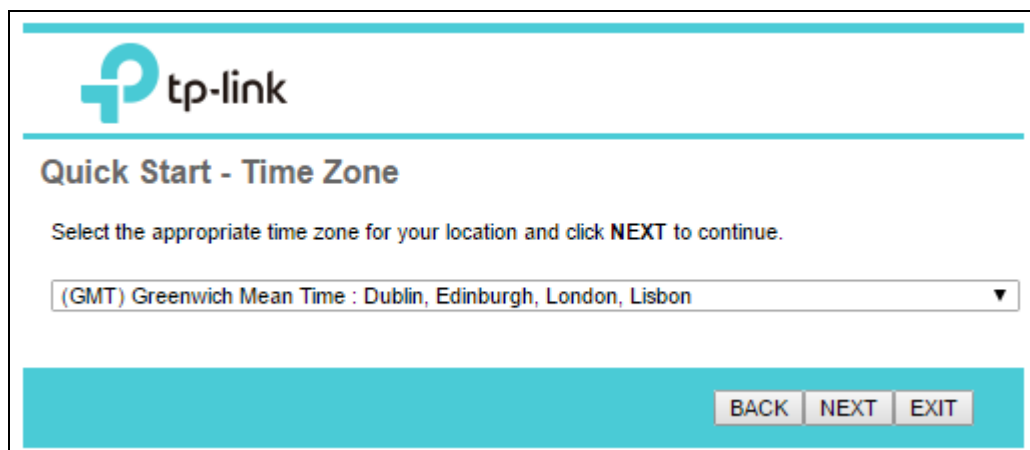 tp-link
Quick Start - Time Zone
Select the appropriate time zone for your location and click NEXT to continue.
(GMT) Greenwich Mean Time : Dublin, Edinburgh, London, Lisbon
BACK NEXT EXIT